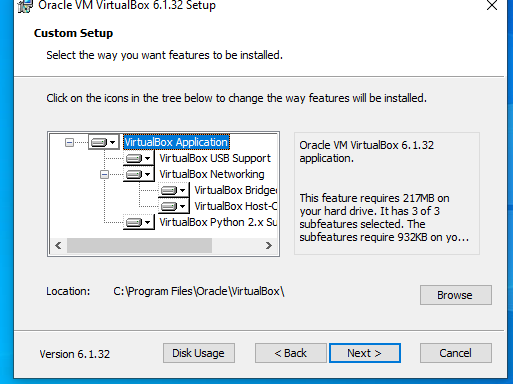 Oracle VM VirtualBox 6.1.32 Setup
Custom Setup
Select the way you want features to be installed.
Click on the icons in the tree below to change the way features will be installed.
VirtualBox Application
VirtualBox USB Support
VirtualBox Networking
VirtualBox Bridge
VirtualBox Host-C
VirtualBox Python 2.x Su
Oracle VM VirtualBox 6.1.32
application.
This feature requires 217MB on
your hard drive. It has 3 of 3
subfeatures selected. The
subfeatures require 932KB on yo...
Location: C:\Program Files\Oracle\VirtualBox\
Browse
Version 6.1.32 Disk Usage < Back Next > Cancel